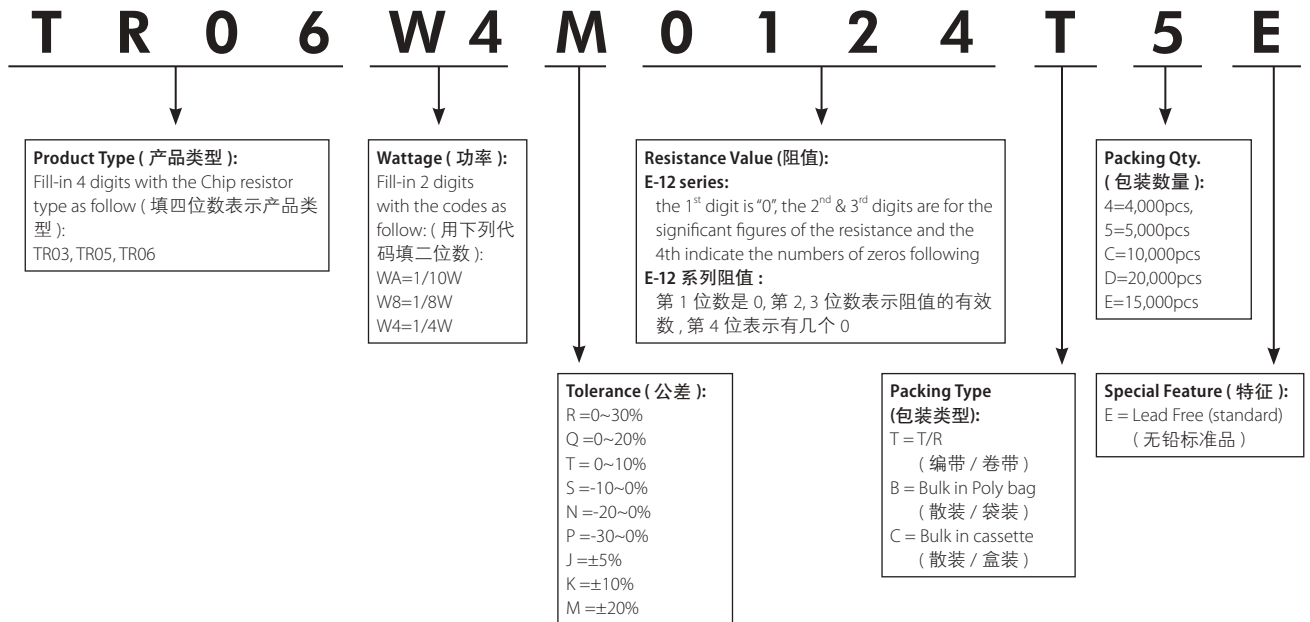 T R 0 6 W 4 M 0 1 2 4 T 5 E
Product Type ( 产品类型 ):
Fill-in 4 digits with the Chip resistor
type as follow ( 填四位数表示产品类
型 ):
TR03, TR05, TR06
Wattage ( 功率 ):
Fill-in 2 digits
with the codes as
follow: ( 用下列代
码填二位数 ):
WA=1/10W
W8=1/8W
W4=1/4W
Resistance Value (阻值):
E-12 series:
the 1st digit is "0", the 2nd & 3rd digits are for the
significant figures of the resistance and the
4th indicate the numbers of zeros following
E-12 系列阻值 :
第 1 位数是 0, 第 2, 3 位数表示阻值的有效
数 , 第 4 位表示有几个 0
Packing Qty.
( 包装数量 ):
4=4,000pcs,
5=5,000pcs
C=10,000pcs
D=20,000pcs
E=15,000pcs
Tolerance ( 公差 ):
R =0~30%
Q =0~20%
T = 0~10%
S =-10~0%
N =-20~0%
P =-30~0%
J =±5%
K =±10%
M =±20%
Packing Type
(包装类型):
T = T/R
( 编带 / 卷带 )
B = Bulk in Poly bag
( 散装 / 袋装 )
C = Bulk in cassette
( 散装 / 盒装 )
Special Feature ( 特征 ):
E = Lead Free (standard)
( 无铅标准品 )